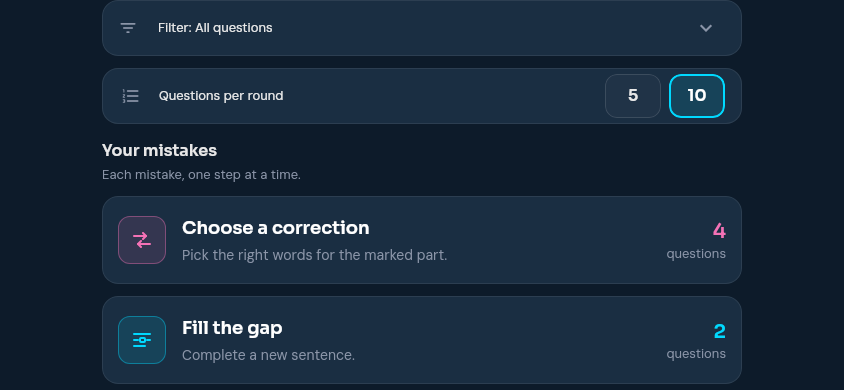 Filter: All questions
Questions per round
5
10
Your mistakes
Each mistake, one step at a time.
Choose a correction
Pick the right words for the marked part.
4
questions
Fill the gap
Complete a new sentence.
2
questions